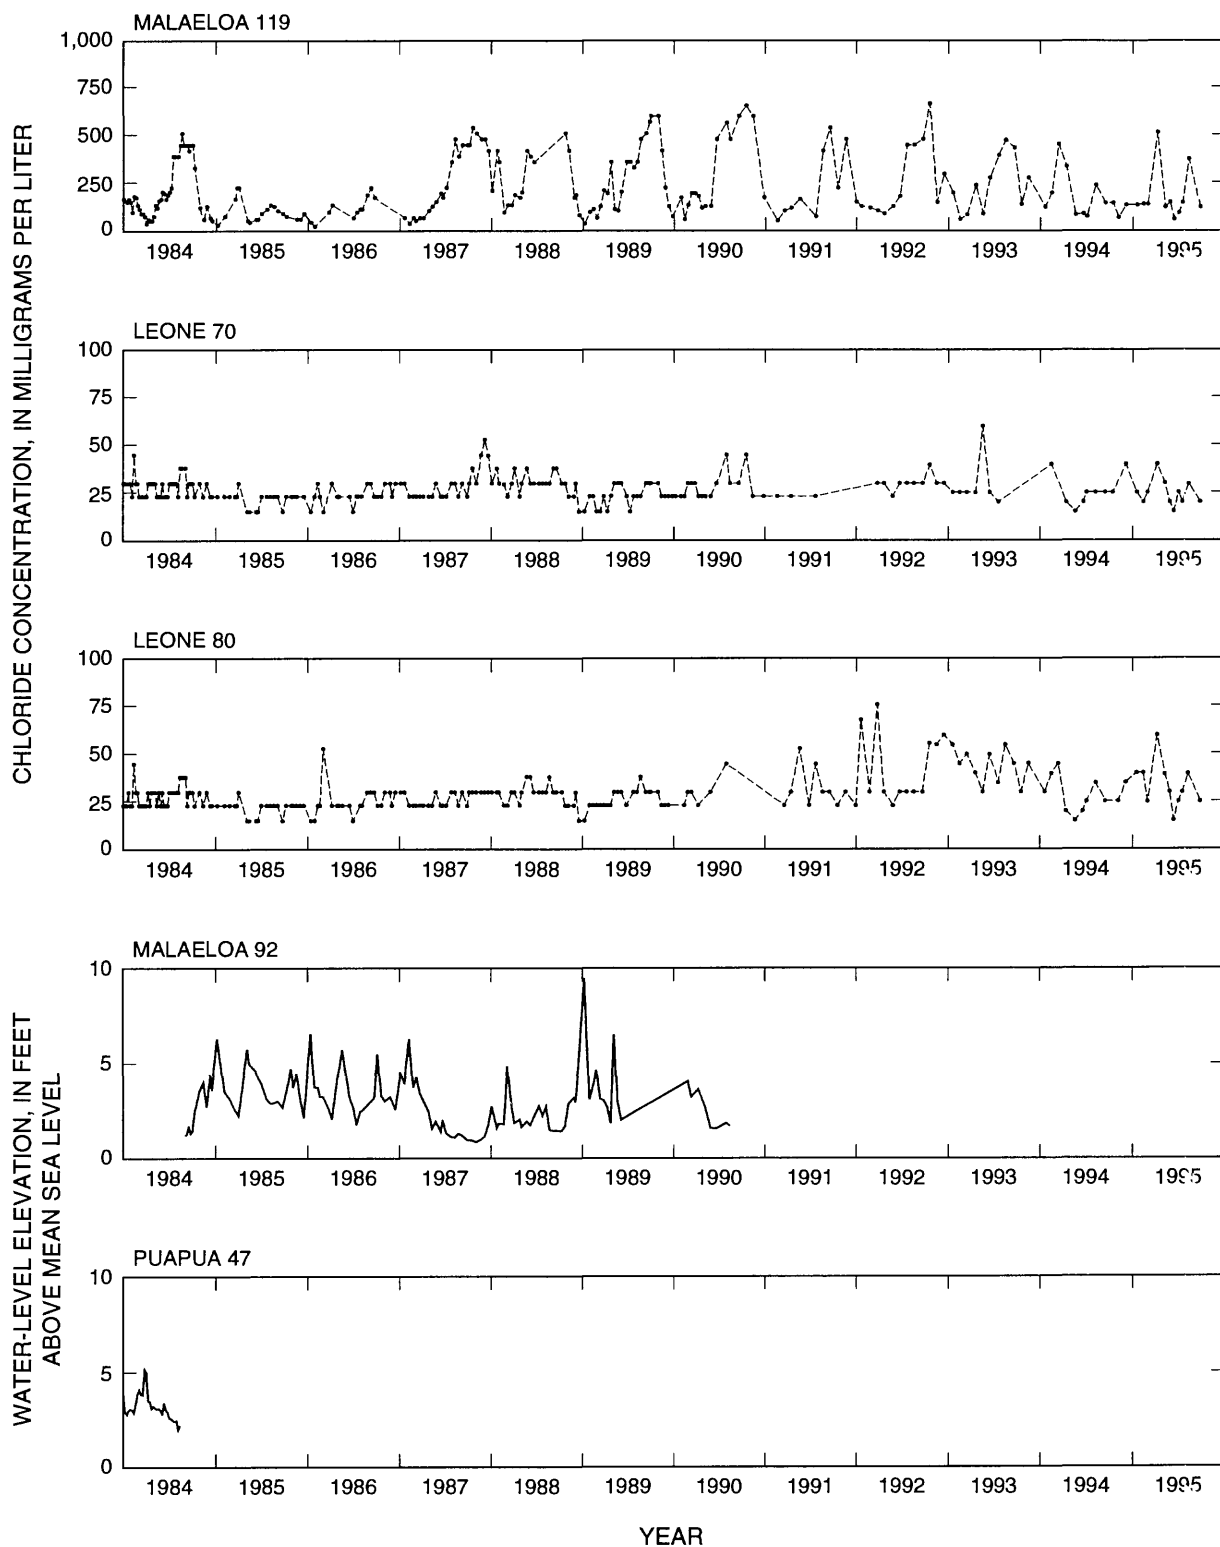 CHLORIDE CONCENTRATION, IN MILLIGRAMS PER LITER
MALAELOA 119
1,000
750
500
250
0
1984 1985 1986 1987 1988 1989 1990 1991 1992 1993 1994 1995
LEONE 70
100
75
50
25
0
1984 1985 1986 1987 1988 1989 1990 1991 1992 1993 1994 1995
LEONE 80
100
75
50
25
0
1984 1985 1986 1987 1988 1989 1990 1991 1992 1993 1994 1995
WATER-LEVEL ELEVATION, IN FEET
ABOVE MEAN SEA LEVEL
MALAELOA 92
10
5
0
1984 1985 1986 1987 1988 1989 1990 1991 1992 1993 1994 1995
PUAPUA 47
10
5
0
1984 1985 1986 1987 1988 1989 1990 1991 1992 1993 1994 1995
YEAR